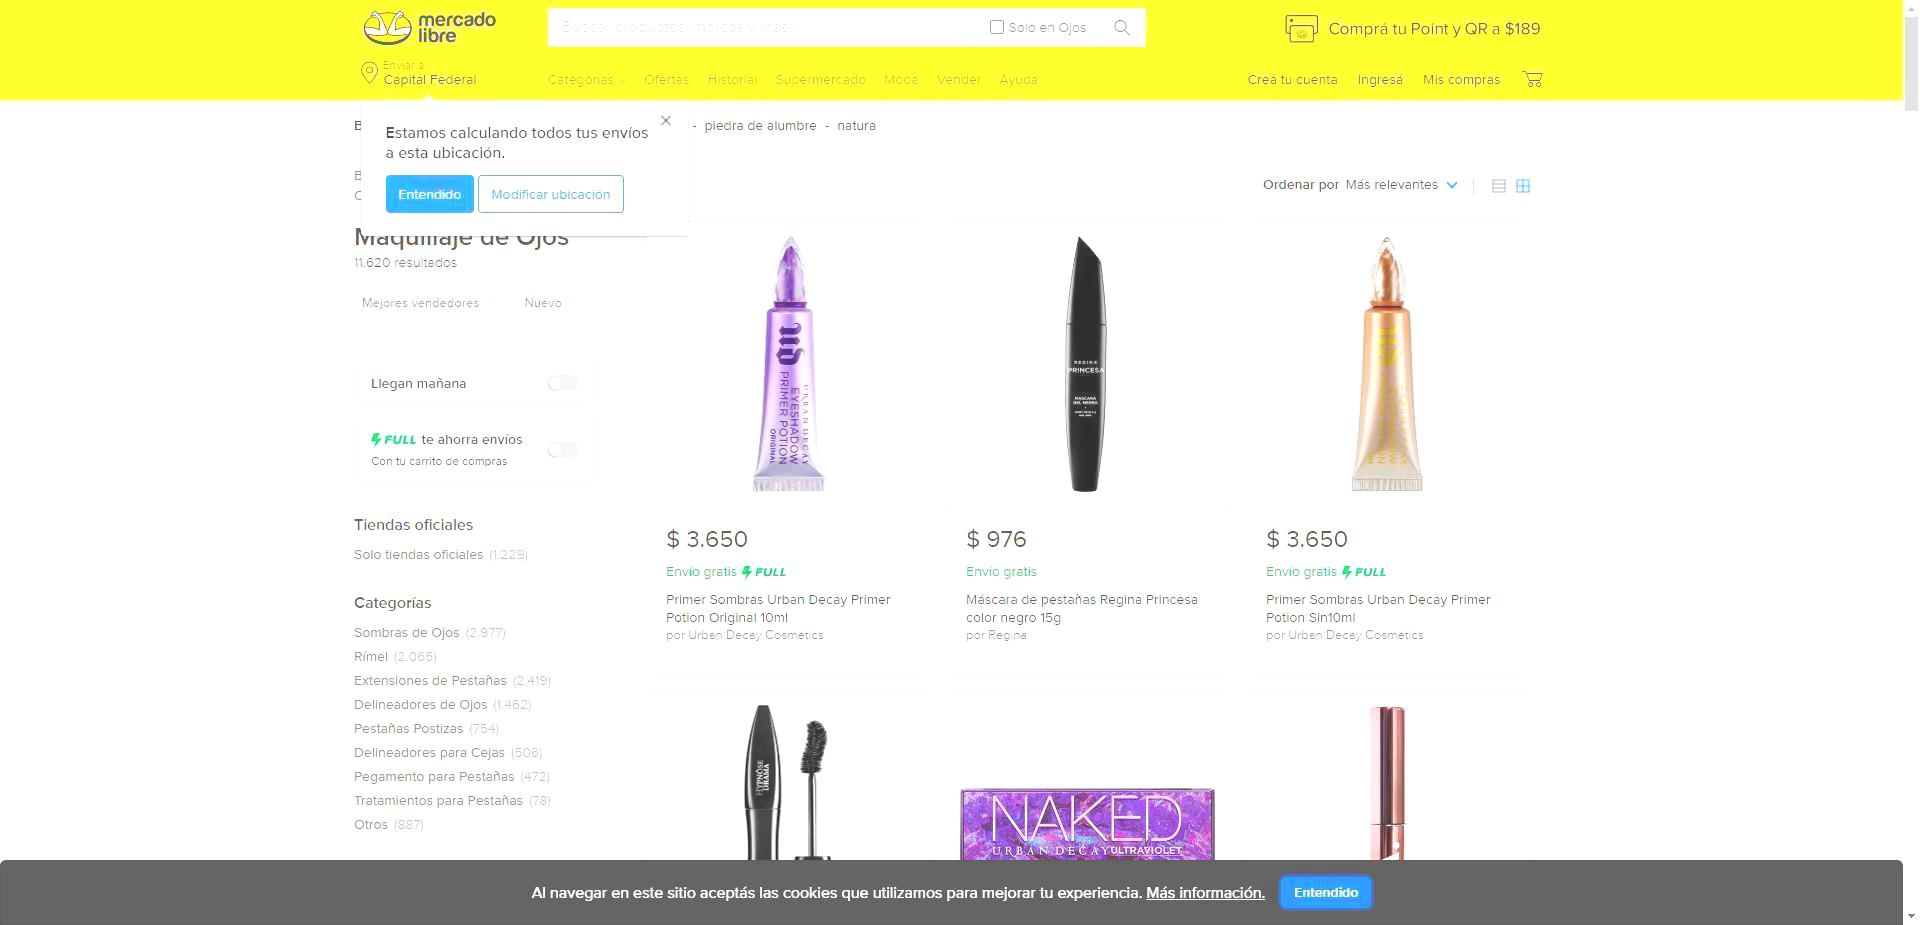 mercado
libre
Buscar productos, marcas y más...
Solo en Ojos
Comprá tu Point y QR a $189
Enviar a
Capital Federal
Categorías
Ofertas
Historial
Supermercado
Moda
Vender
Ayuda
Creá tu cuenta
Ingresá
Mis compras
B
- piedra de alumbre - natura
Estamos calculando todos tus envíos
a esta ubicación.
Entendido
Modificar ubicación
Ordenar por Más relevantes
Maquillaje de Ojos
11.620 resultados
Mejores vendedores
Nuevo
Llegan mañana
FULL te ahorra envíos
Con tu carrito de compras
Tiendas oficiales
Solo tiendas oficiales (1.229)
Categorías
Sombras de Ojos (2.977)
Rímel (2.065)
Extensiones de Pestañas (2.419)
Delineadores de Ojos (1.462)
Pestañas Postizas (754)
Delineadores para Cejas (506)
Pegamento para Pestañas (472)
Tratamientos para Pestañas (78)
Otros (887)
UD
URBAN DECAY
EYESHADOW
PRIMER POTION
ORIGINAL
$ 3.650
Envío gratis FULL
Primer Sombras Urban Decay Primer
Potion Original 10ml
por Urban Decay Cosmetics
REGINA
PRINCESA
MASCARA
GEL NEGRA
$ 976
Envío gratis
Máscara de pestañas Regina Princesa
color negro 15g
por Regina
$ 3.650
Envío gratis FULL
Primer Sombras Urban Decay Primer
Potion Sin10ml
por Urban Decay Cosmetics
HYPNÔSE
DRAMA
NAKED
URBAN DECAY ULTRAVIOLET
Al navegar en este sitio aceptás las cookies que utilizamos para mejorar tu experiencia. Más información.
Entendido